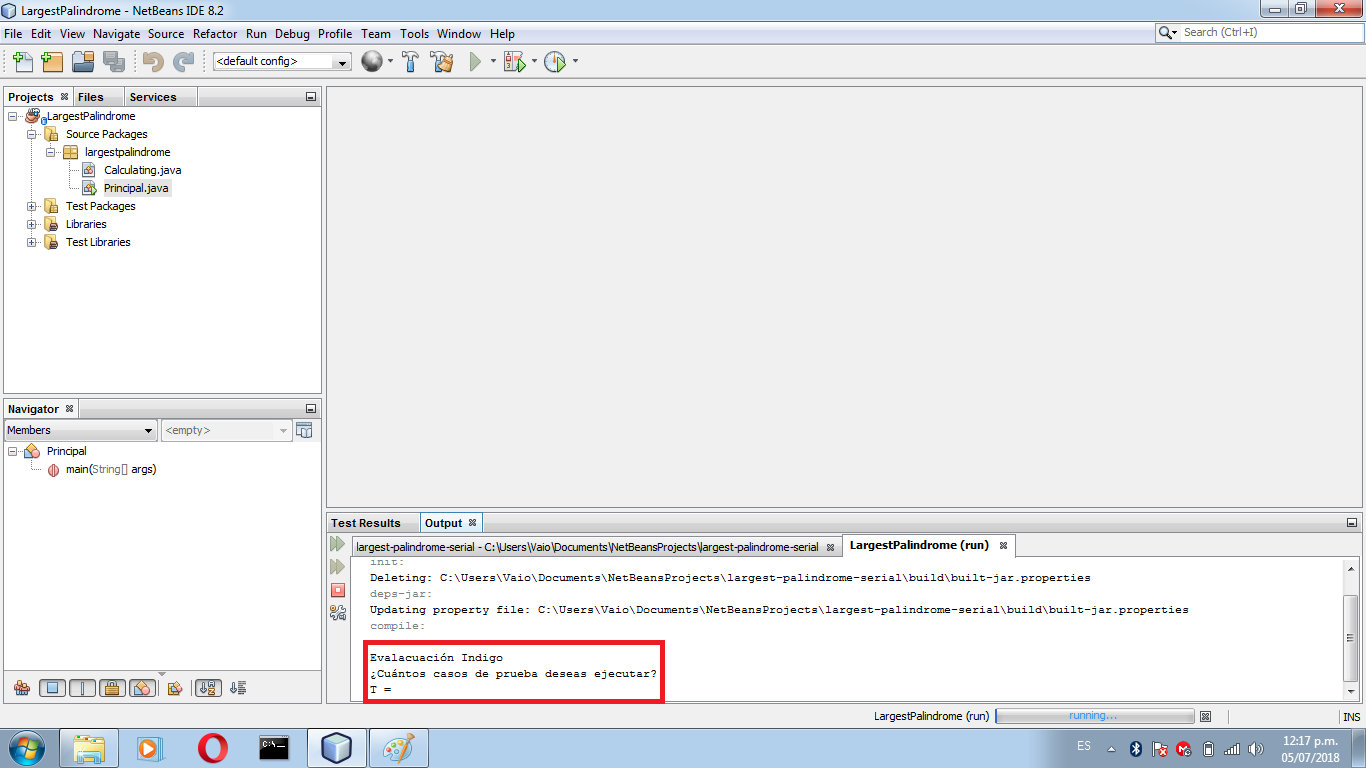 LargestPalindrome - NetBeans IDE 8.2
File Edit View Navigate Source Refactor Run Debug Profile Team Tools Window Help
Search (Ctrl+I)
<default config>
Projects Files Services
LargestPalindrome
Source Packages
largestpalindrome
Calculating.java
Principal.java
Test Packages
Libraries
Test Libraries
Navigator
Members <empty>
Principal
main(String[] args)
Test Results Output
largest-palindrome-serial - C:\Users\Vaio\Documents\NetBeansProjects\largest-palindrome-serial LargestPalindrome (run)
init:
Deleting: C:\Users\Vaio\Documents\NetBeansProjects\largest-palindrome-serial\build\built-jar.properties
deps-jar:
Updating property file: C:\Users\Vaio\Documents\NetBeansProjects\largest-palindrome-serial\build\built-jar.properties
compile:
Evalacuación Indigo
¿Cuántos casos de prueba deseas ejecutar?
T =
LargestPalindrome (run) running... INS
C:\
ES
12:17 p.m.
05/07/2018